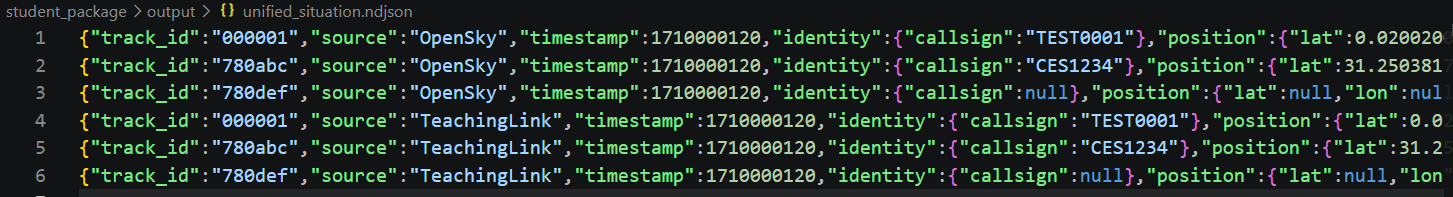 student_package > output > {} unified_situation.ndjson
1 {"track_id":"000001","source":"OpenSky","timestamp":1710000120,"identity":{"callsign":"TEST0001"},"position":{"lat":0.020020
2 {"track_id":"780abc","source":"OpenSky","timestamp":1710000120,"identity":{"callsign":"CES1234"},"position":{"lat":31.250381
3 {"track_id":"780def","source":"OpenSky","timestamp":1710000120,"identity":{"callsign":null},"position":{"lat":null,"lon":nul
4 {"track_id":"000001","source":"TeachingLink","timestamp":1710000120,"identity":{"callsign":"TEST0001"},"position":{"lat":0.0
5 {"track_id":"780abc","source":"TeachingLink","timestamp":1710000120,"identity":{"callsign":"CES1234"},"position":{"lat":31.2
6 {"track_id":"780def","source":"TeachingLink","timestamp":1710000120,"identity":{"callsign":null},"position":{"lat":null,"lon